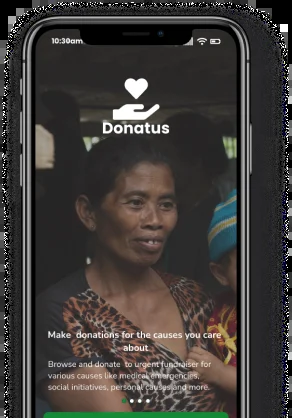 10:30am
Donatus
Make donations for the causes you care
about
Browse and donate to urgent fundraiser for
various causes like medical emergencies,
social initiatives, personal causes and more.